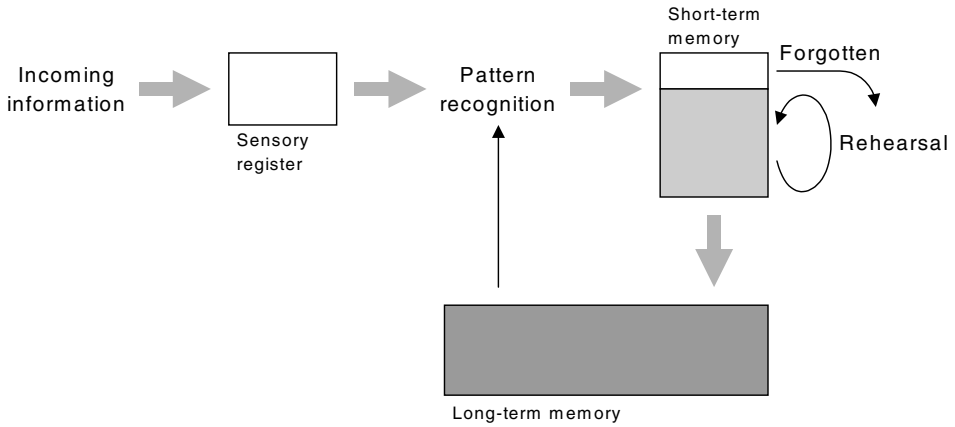 Incoming
information
Sensory
register
Pattern
recognition
Short-term
memory
Forgotten
Rehearsal
Long-term memory